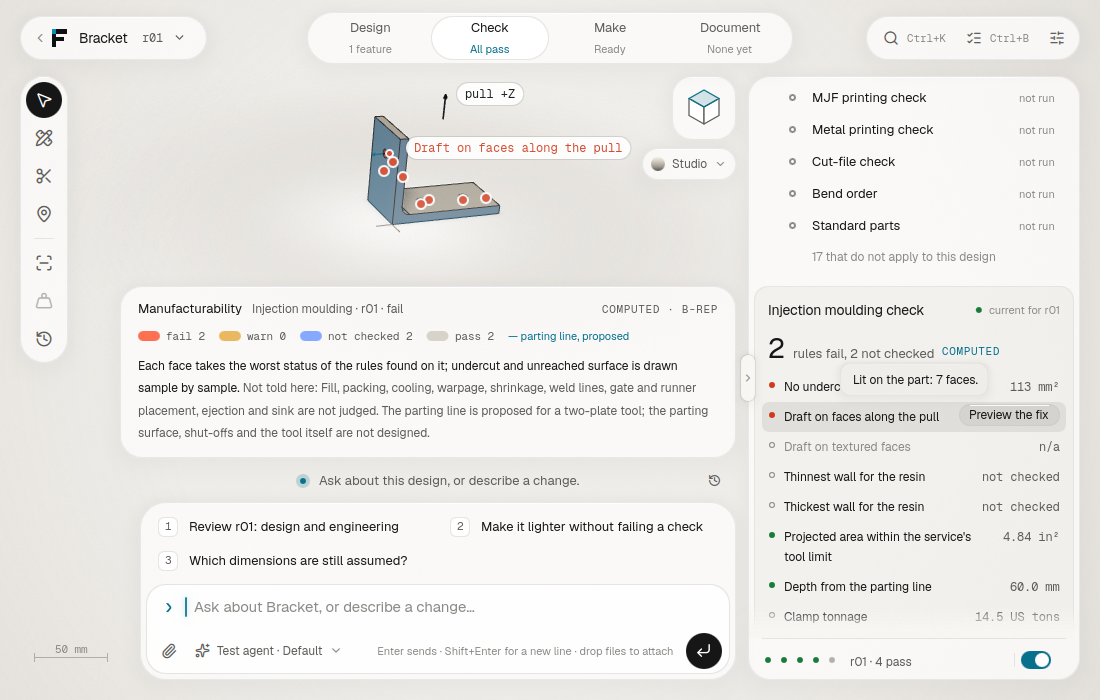 Bracket r01
Design
1 feature
Check
All pass
Make
Ready
Document
None yet
Ctrl+K
Ctrl+B
pull +Z
Draft on faces along the pull
Studio
MJF printing check not run
Metal printing check not run
Cut-file check not run
Bend order not run
Standard parts not run
17 that do not apply to this design
Manufacturability Injection moulding · r01 · fail COMPUTED · B-REP
fail 2 warn 0 not checked 2 pass 2 — parting line, proposed
Each face takes the worst status of the rules found on it; undercut and unreached surface is drawn
sample by sample. Not told here: Fill, packing, cooling, warpage, shrinkage, weld lines, gate and runner
placement, ejection and sink are not judged. The parting line is proposed for a two-plate tool; the parting
surface, shut-offs and the tool itself are not designed.
Injection moulding check current for r01
2 rules fail, 2 not checked COMPUTED
Lit on the part: 7 faces.
No underc 113 mm²
Draft on faces along the pull Preview the fix
Draft on textured faces n/a
Thinnest wall for the resin not checked
Thickest wall for the resin not checked
Projected area within the service's 4.84 in²
tool limit
Depth from the parting line 60.0 mm
Clamp tonnage 14.5 US tons
r01 · 4 pass
Ask about this design, or describe a change.
1 Review r01: design and engineering
2 Make it lighter without failing a check
3 Which dimensions are still assumed?
Ask about Bracket, or describe a change...
Test agent · Default
Enter sends · Shift+Enter for a new line · drop files to attach
50 mm